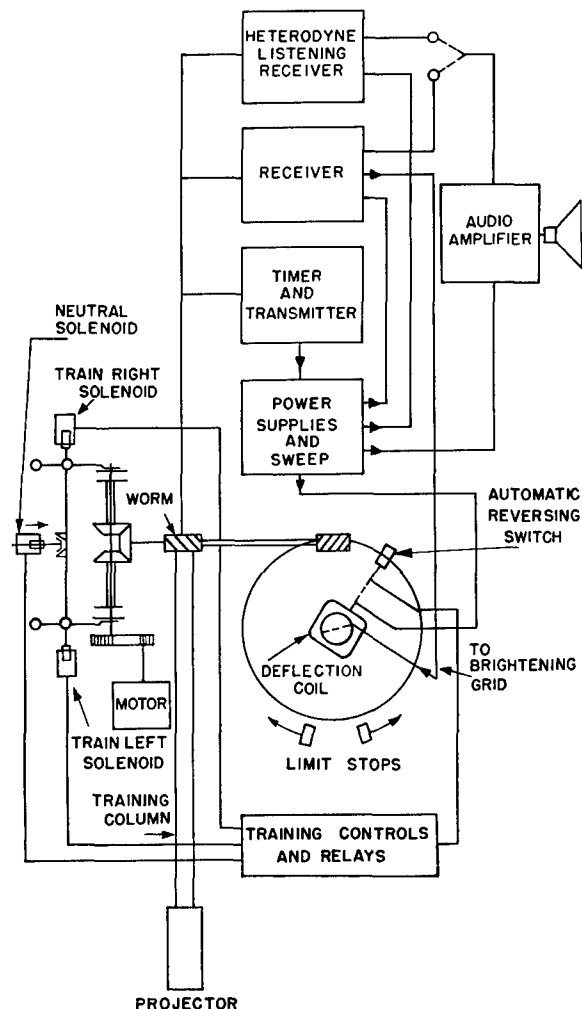 HETERODYNE
LISTENING
RECEIVER
RECEIVER
AUDIO
AMPLIFIER
TIMER
AND
TRANSMITTER
NEUTRAL
SOLENOID
TRAIN RIGHT
SOLENOID
POWER
SUPPLIES
AND
SWEEP
AUTOMATIC
REVERSING
SWITCH
WORM
DEFLECTION
COIL
TO
BRIGHTENING
GRID
MOTOR
TRAIN LEFT
SOLENOID
LIMIT STOPS
TRAINING
COLUMN
TRAINING CONTROLS
AND RELAYS
PROJECTOR